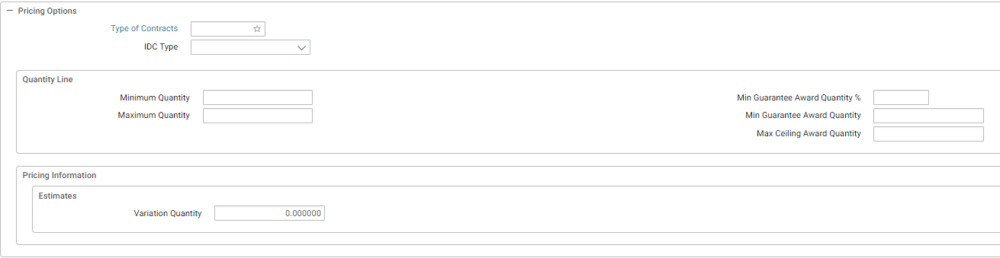 Pricing Options
Type of Contracts
IDC Type
Quantity Line
Minimum Quantity
Min Guarantee Award Quantity %
Maximum Quantity
Min Guarantee Award Quantity
Max Ceiling Award Quantity
Pricing Information
Estimates
Variation Quantity 0.000000